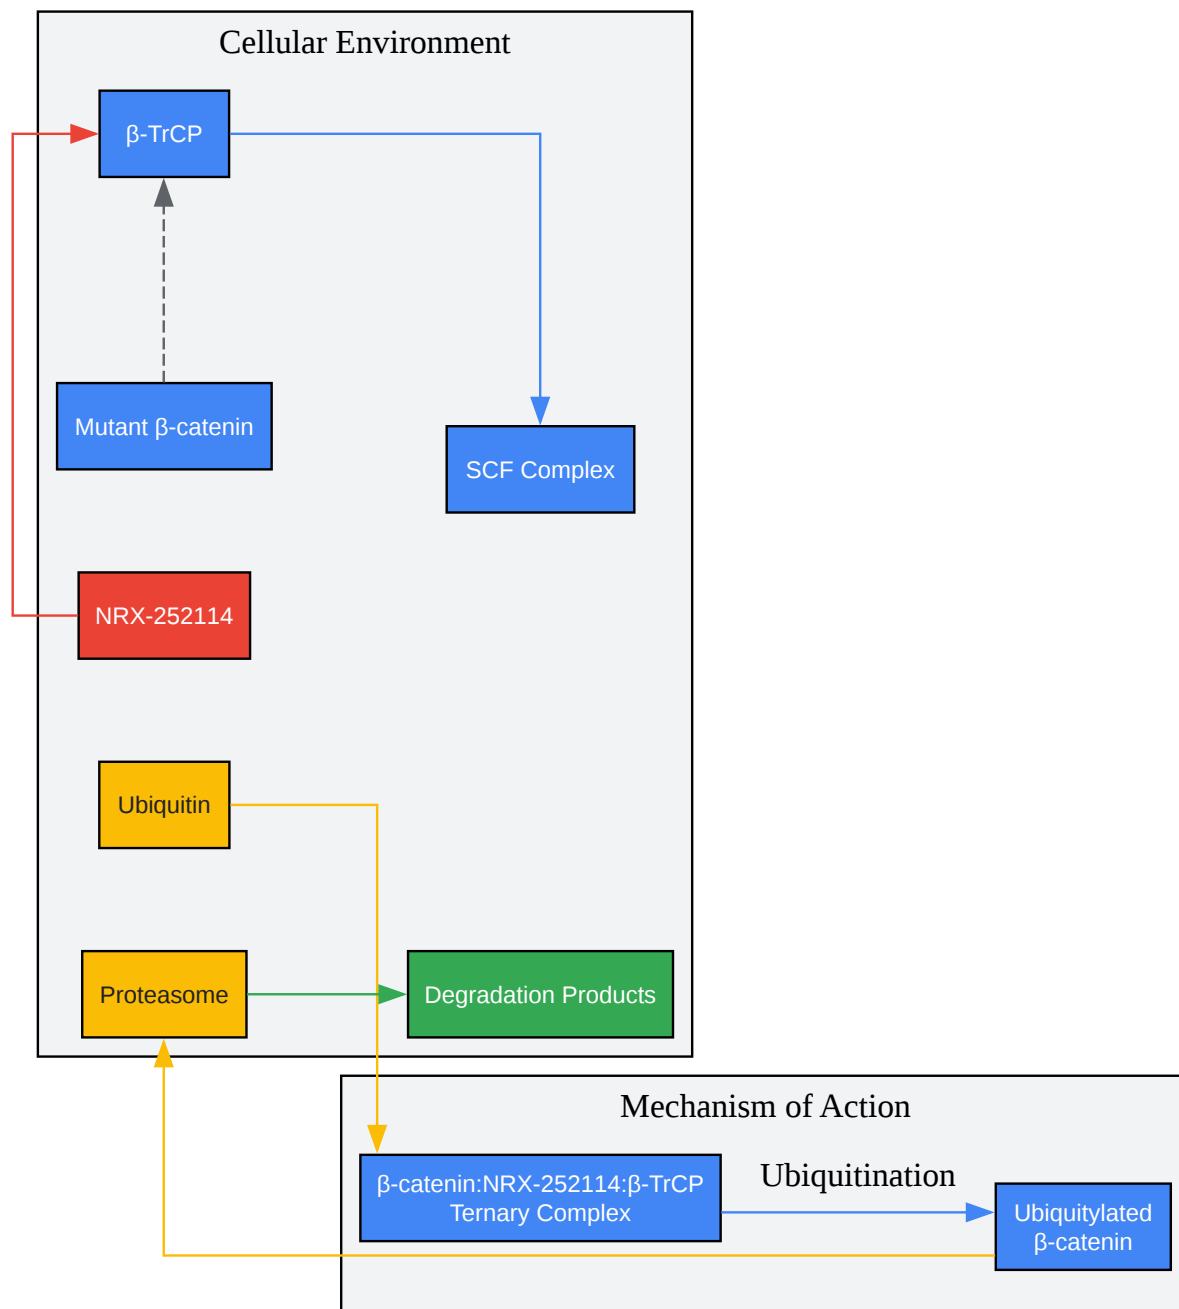 Cellular Environment
β-TrCP
Mutant β-catenin
SCF Complex
NRX-252114
Ubiquitin
Proteasome
Degradation Products
Mechanism of Action
β-catenin:NRX-252114:β-TrCP
Ternary Complex
Ubiquitination
Ubiquitylated
β-catenin